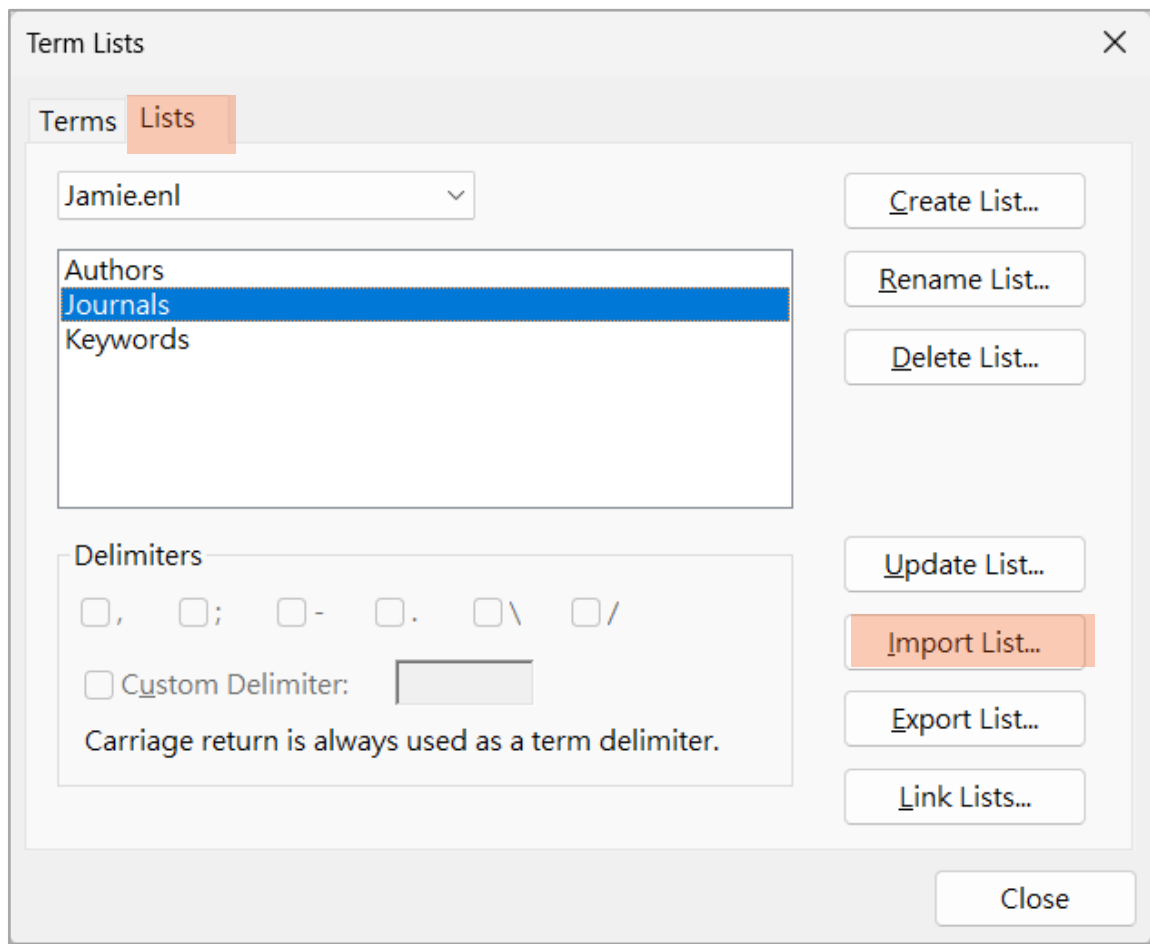 Term Lists
Terms
Lists
Jamie.enl
Create List...
Authors
Journals
Keywords
Rename List...
Delete List...
Delimiters
, ; - . \ /
Custom Delimiter:
Carriage return is always used as a term delimiter.
Update List...
Import List...
Export List...
Link Lists...
Close